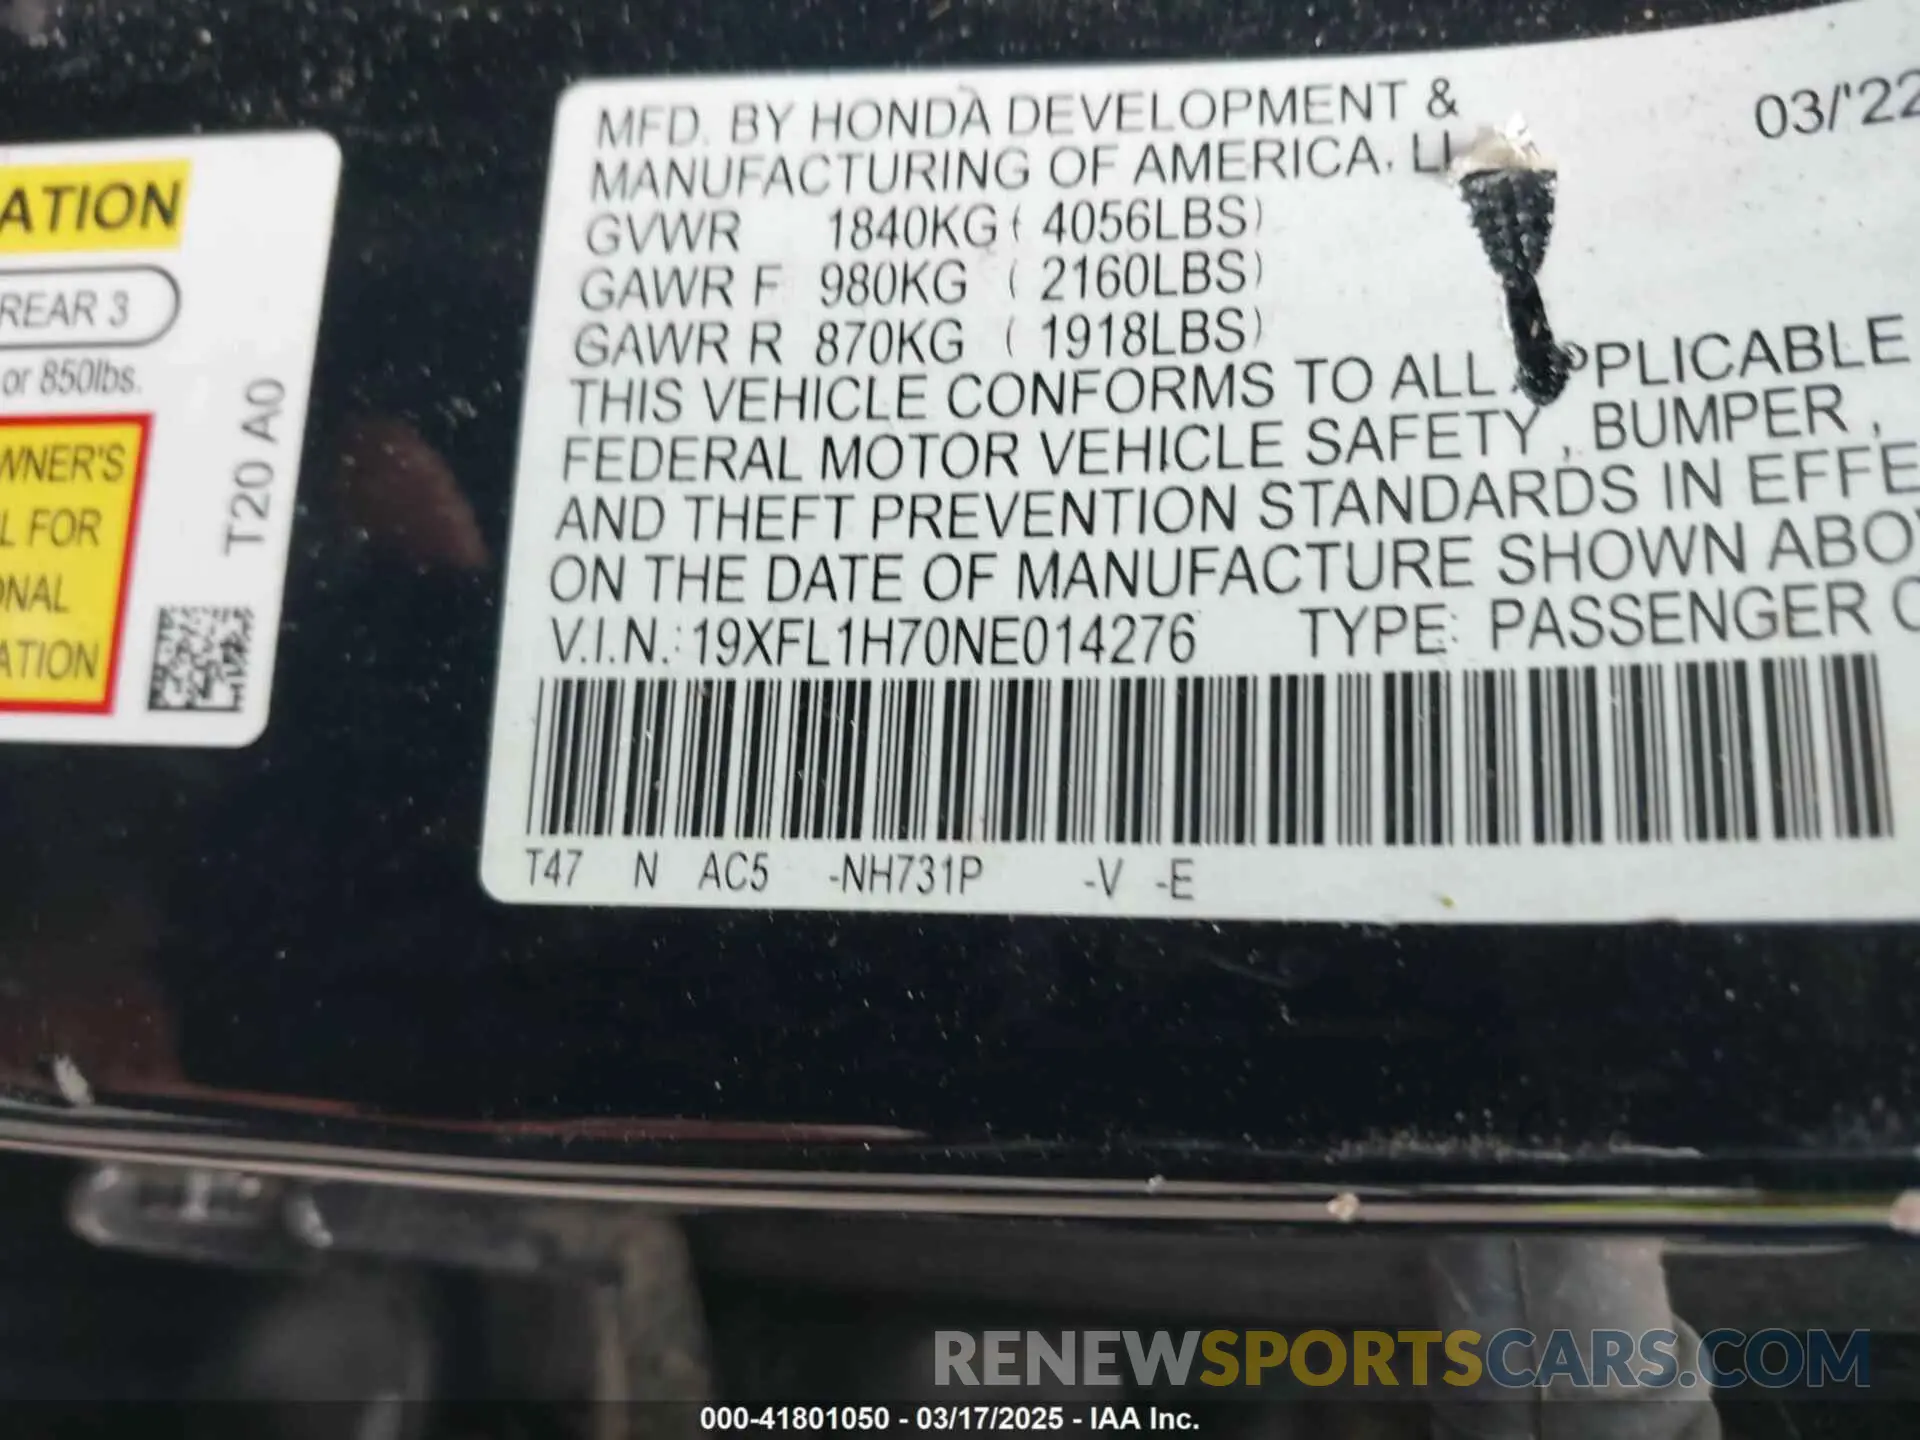 ATION
REAR 3
or 850lbs.
WNER'S
L FOR
ONAL
ATION
T20 A0
MFD. BY HONDA DEVELOPMENT &
03/'22
MANUFACTURING OF AMERICA, LL
GVWR 1840KG ( 4056LBS)
GAWR F 980KG ( 2160LBS)
GAWR R 870KG ( 1918LBS)
THIS VEHICLE CONFORMS TO ALL APPLICABLE
FEDERAL MOTOR VEHICLE SAFETY , BUMPER ,
AND THEFT PREVENTION STANDARDS IN EFFE
ON THE DATE OF MANUFACTURE SHOWN ABOV
V.I.N.: 19XFL1H70NE014276 TYPE: PASSENGER C
T47 N AC5 -NH731P -V -E
RENEWSPORTSCARS.COM
000-41801050 - 03/17/2025 - IAA Inc.